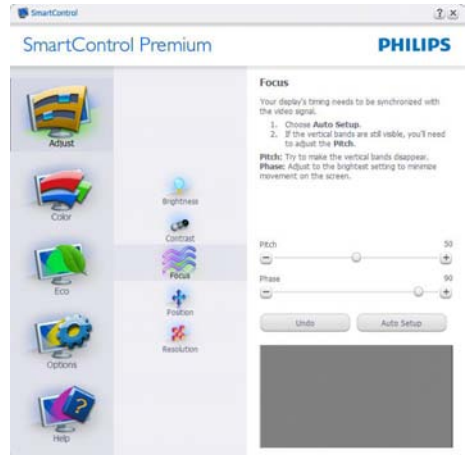 SmartControl
SmartControl Premium
PHILIPS
Adjust
Color
Eco
Options
Help
Brightness
Contrast
Focus
Position
Resolution
Focus
Your display's timing needs to be synchronized with
the video signal.
1. Choose Auto Setup.
2. If the vertical bands are still visible, you'll need
to adjust the Pitch.
Pitch: Try to make the vertical bands disappear.
Phase: Adjust to the brightest setting to minimize
movement on the screen.
Pitch 50
Phase 90
Undo Auto Setup